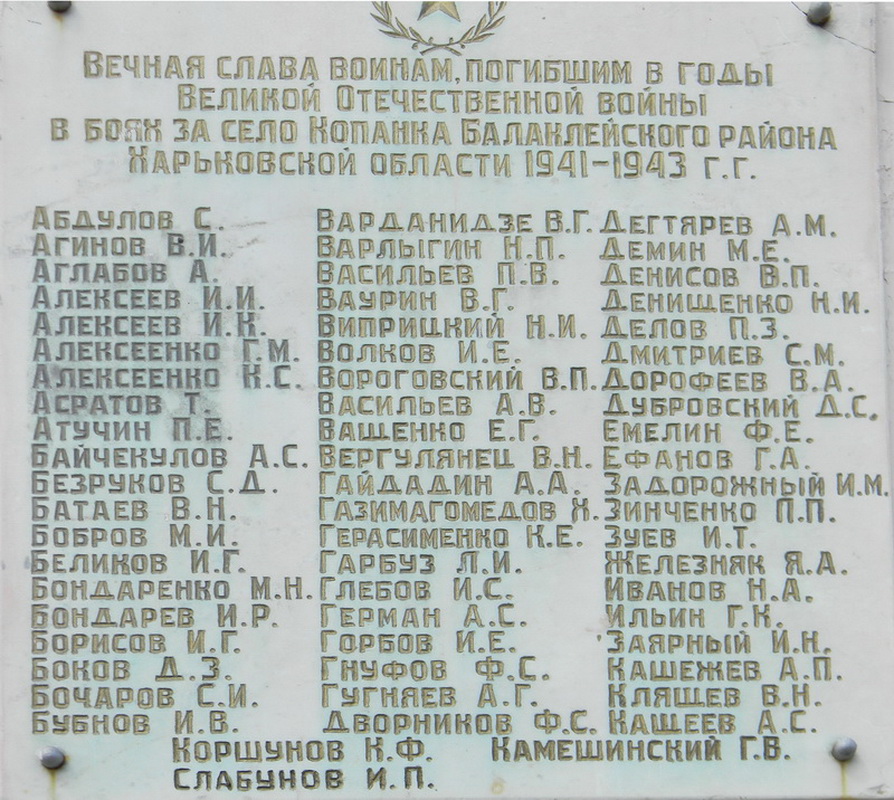 Вечная слава воинам, погибшим в годы
Великой Отечественной войны
в боях за село Копанка Балаклейского района
Харьковской области 1941-1943 г.г.
Абдулов С.
Агинов В.И.
Аглабов А.
Алексеев И.И.
Алексеев И.К.
Алексеенко Г.М.
Алексеенко К.С.
Асратов Т.
Атучин П.Е.
Байчекулов А.С.
Безруков С.Д.
Батаев В.Н.
Бобров М.И.
Беликов И.Г.
Бондаренко М.Н.
Бондарев И.Р.
Борисов И.Г.
Боков Д.З.
Бочаров С.И.
Бубнов И.В.
Варданидзе В.Г.
Варлыгин Н.П.
Васильев П.В.
Ваурин В.Г.
Виприцкий Н.И.
Волков И.Е.
Вороговский В.П.
Васильев А.В.
Ващенко Е.Г.
Вергулянец В.Н.
Гайдадин А.А.
Газимагомедов Х.
Герасименко К.Е.
Гарбуз Л.И.
Глебов И.С.
Герман А.С.
Горбов И.Е.
Гнуфов Ф.С.
Гугняев А.Г.
Дворников Ф.С.
Дегтярев А.М.
Демин М.Е.
Денисов В.П.
Денищенко Н.И.
Делов П.З.
Дмитриев С.М.
Дорофеев В.А.
Дубровский Д.С.
Емелин Ф.Е.
Ефанов Г.А.
Задорожный И.М.
Зинченко П.П.
Зуев И.Т.
Железняк Я.А.
Иванов Н.А.
Ильин Г.К.
Заярный И.Н.
Кашежев А.П.
Клящев В.Н.
Кащеев А.С.
Коршунов К.Ф. Камешинский Г.В.
Слабунов И.П.